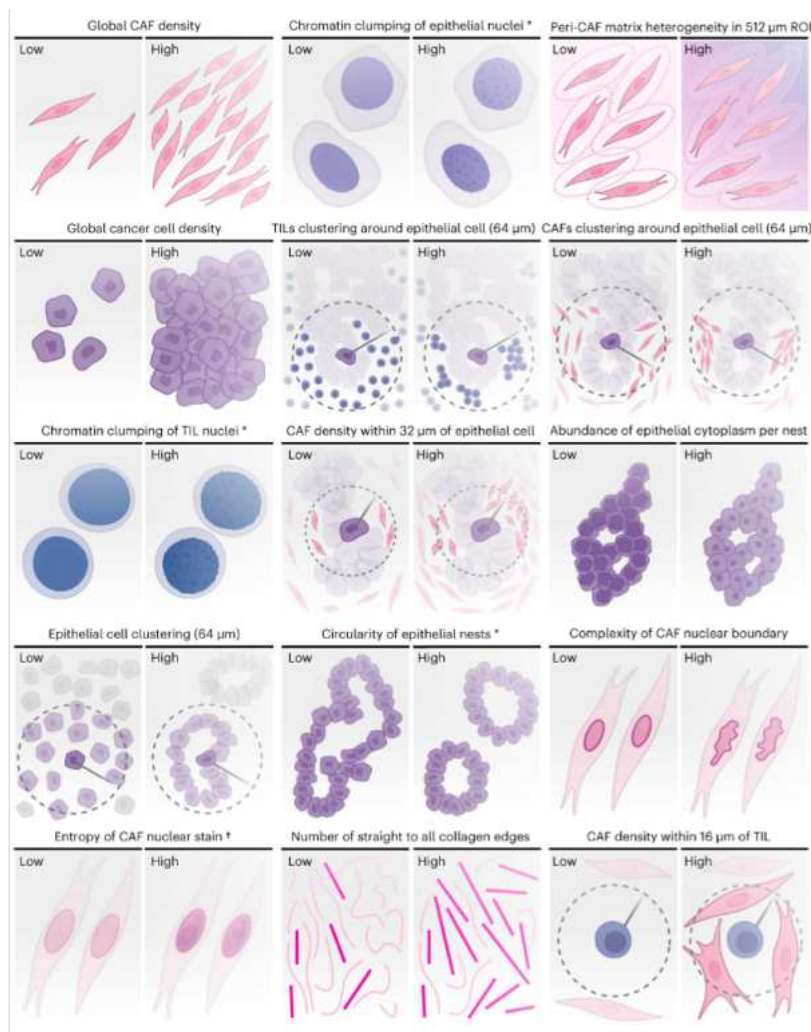 Global CAF density
Low High
Chromatin clumping of epithelial nuclei *
Low High
Peri-CAF matrix heterogeneity in 512 µm ROI
Low High
Global cancer cell density
Low High
TILs clustering around epithelial cell (64 µm)
Low High
CAFs clustering around epithelial cell (64 µm)
Low High
Chromatin clumping of TIL nuclei *
Low High
CAF density within 32 µm of epithelial cell
Low High
Abundance of epithelial cytoplasm per nest
Low High
Epithelial cell clustering (64 µm)
Low High
Circularity of epithelial nests *
Low High
Complexity of CAF nuclear boundary
Low High
Entropy of CAF nuclear stain †
Low High
Number of straight to all collagen edges
Low High
CAF density within 16 µm of TIL
Low High